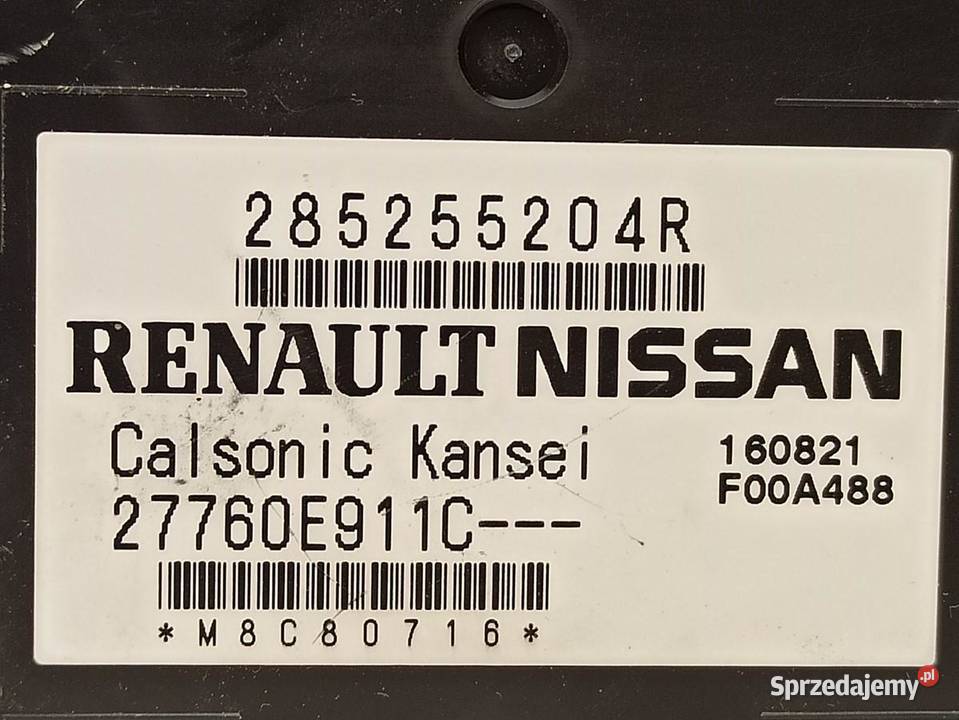 285255204R
RENAULT NISSAN
Calsonic Kansei
160821
27760E911C---
F00A488
*M8C80716*
Sprzedajemy.pl